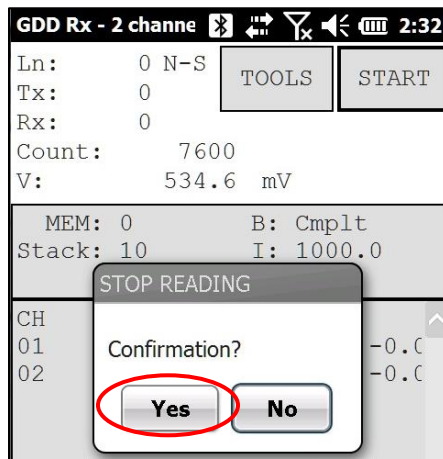 GDD Rx - 2 channe 2:32
Ln: 0 N-S
TOOLS
START
Tx: 0
Rx: 0
Count: 7600
V: 534.6 mV
MEM: 0 B: Cmplt
Stack: 10 I: 1000.0
STOP READING
CH
Confirmation?
01 -0.0
02 -0.0
Yes No